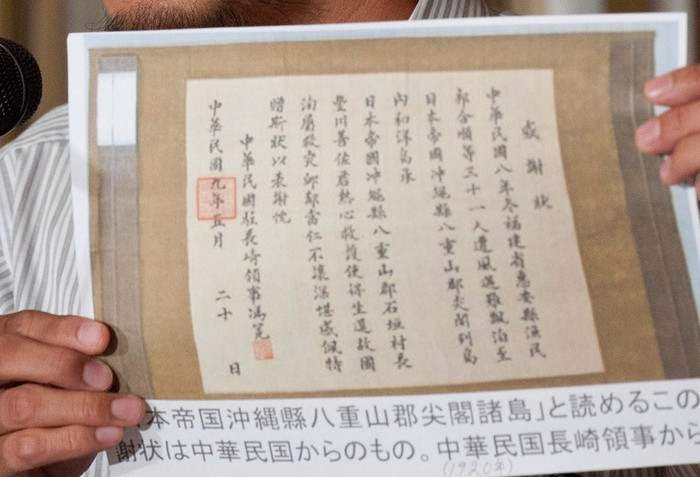 感謝狀
中華民國八年冬福建省惠安縣漁民
郭合順等三十一人遭風遇難飄泊至
日本帝國沖繩縣八重山郡尖閣列島
內和洋島承
日本帝國沖繩縣八重山郡石垣村長
豐川善佐君熱心救護使得生還故國
洵屬救災卹鄰當仁不讓深堪感佩特
贈斯狀以表謝忱
中華民國駐長崎領事馮冕
中華民國九年五月二十日
本帝国沖縄縣八重山郡尖閣諸島」と読めるこの
謝状は中華民国からのもの。中華民国長崎領事から
(1920年)